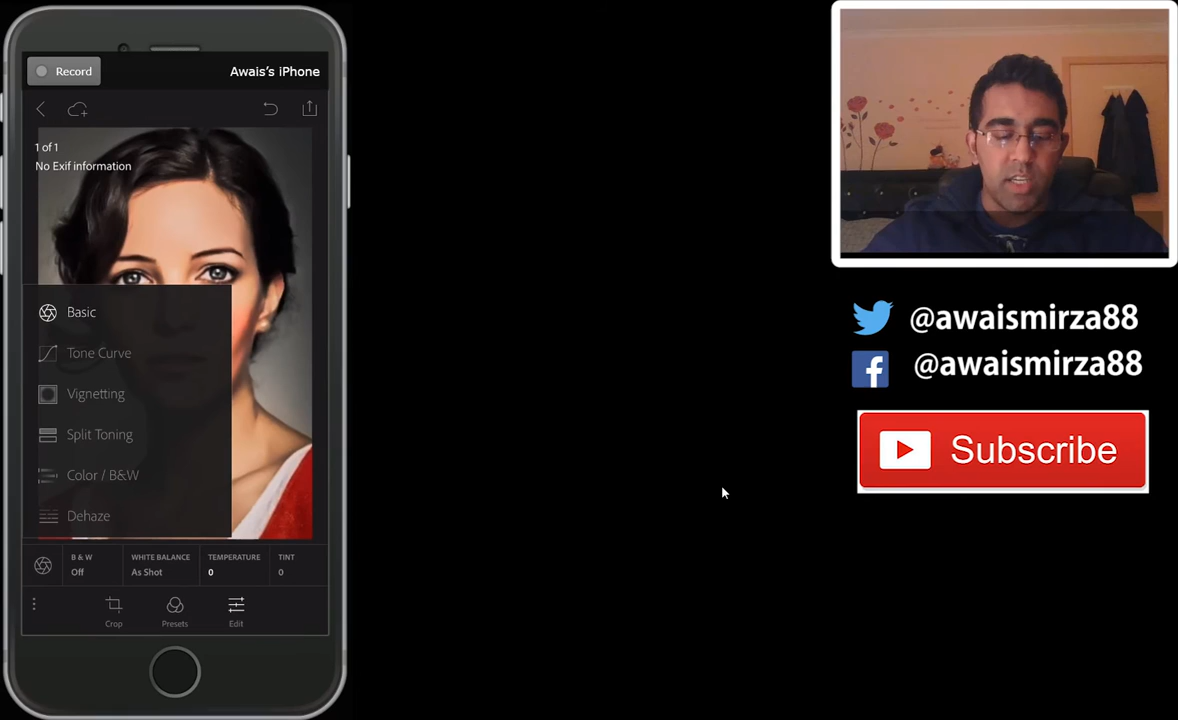 Record
Awais's iPhone
1 of 1
No Exif information
Basic
Tone Curve
Vignetting
Split Toning
Color / B&W
Dehaze
B & W
Off
WHITE BALANCE
As Shot
TEMPERATURE
0
TINT
0
Crop
Presets
Edit
@awaismirza88
@awaismirza88
Subscribe